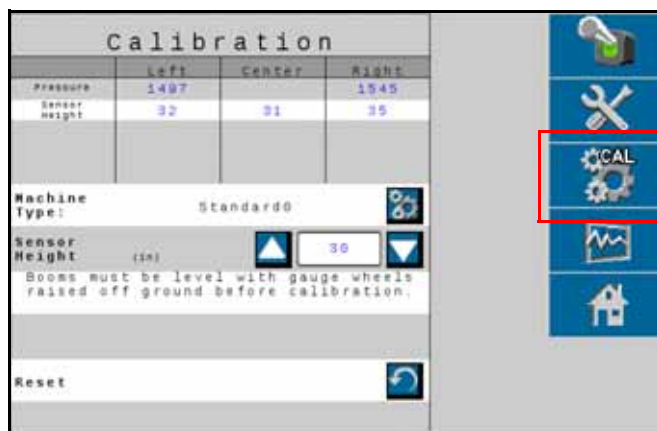 Calibration
Left Center Right
Pressure 1497 1545
Sensor
Height 32 31 35
Machine
Type: Standard0
Sensor
Height (in) 30
Booms must be level with gauge wheels
raised off ground before calibration.
Reset
CAL